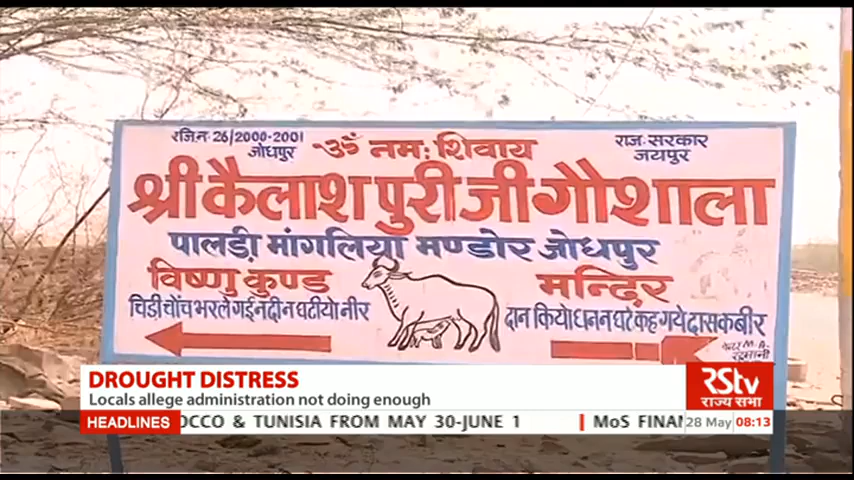 रजि.न. 26/2000-2001
जोधपुर
ॐ नमः शिवाय
राज. सरकार
जयपुर
श्री कैलाश पुरी जी गौशाला
पालड़ी मांगलिया मण्डोर जोधपुर
विष्णु कुण्ड
मन्दिर
चिडी चोंच भर ले गई नदी न घटीयो नीर
दान कियो धान न घटे कह गये दास कबीर
पेन्टर M.A.
DROUGHT DISTRESS
Locals allege administration not doing enough
RStv
राज्य सभा
HEADLINES
OCCO & TUNISIA FROM MAY 30-JUNE 1
MoS FINAN
28 May 08:13